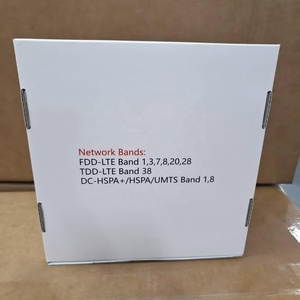 Network Bands:
FDD-LTE Band 1,3,7,8,20,28
TDD-LTE Band 38
DC-HSPA+/HSPA/UMTS Band 1,8